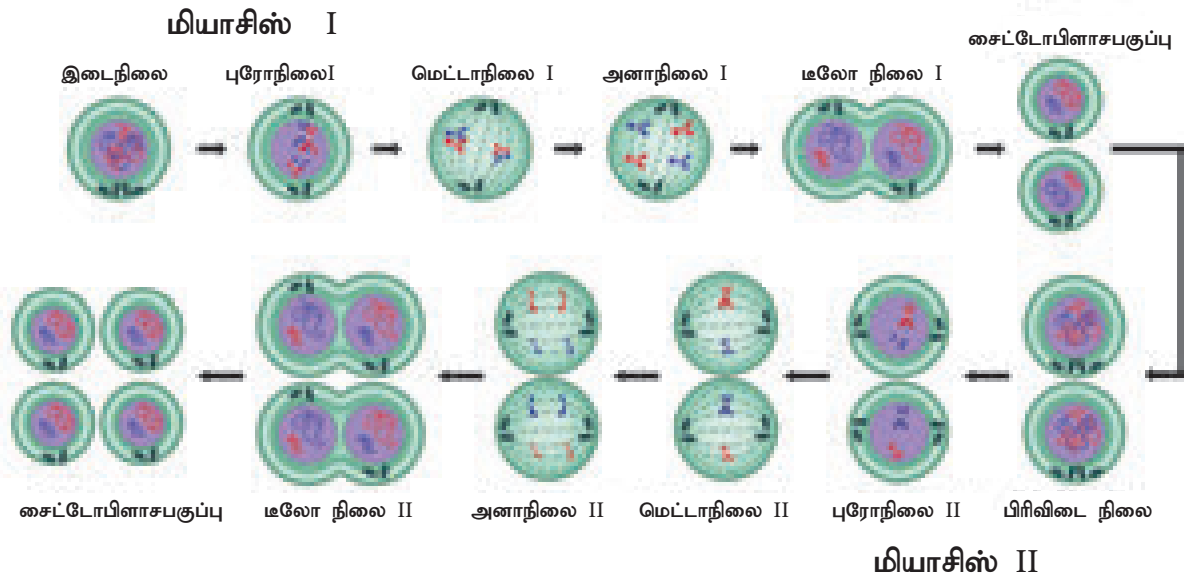 மியாசிஸ் I
சைட்டோபிளாசபகுப்பு
இடைநிலை
புரோநிலைI
மெட்டாநிலை I
அனாநிலை I
டீலோ நிலை I
சைட்டோபிளாசபகுப்பு
டீலோ நிலை II
அனாநிலை II
மெட்டாநிலை II
புரோநிலை II
பிரிவிடை நிலை
மியாசிஸ் II